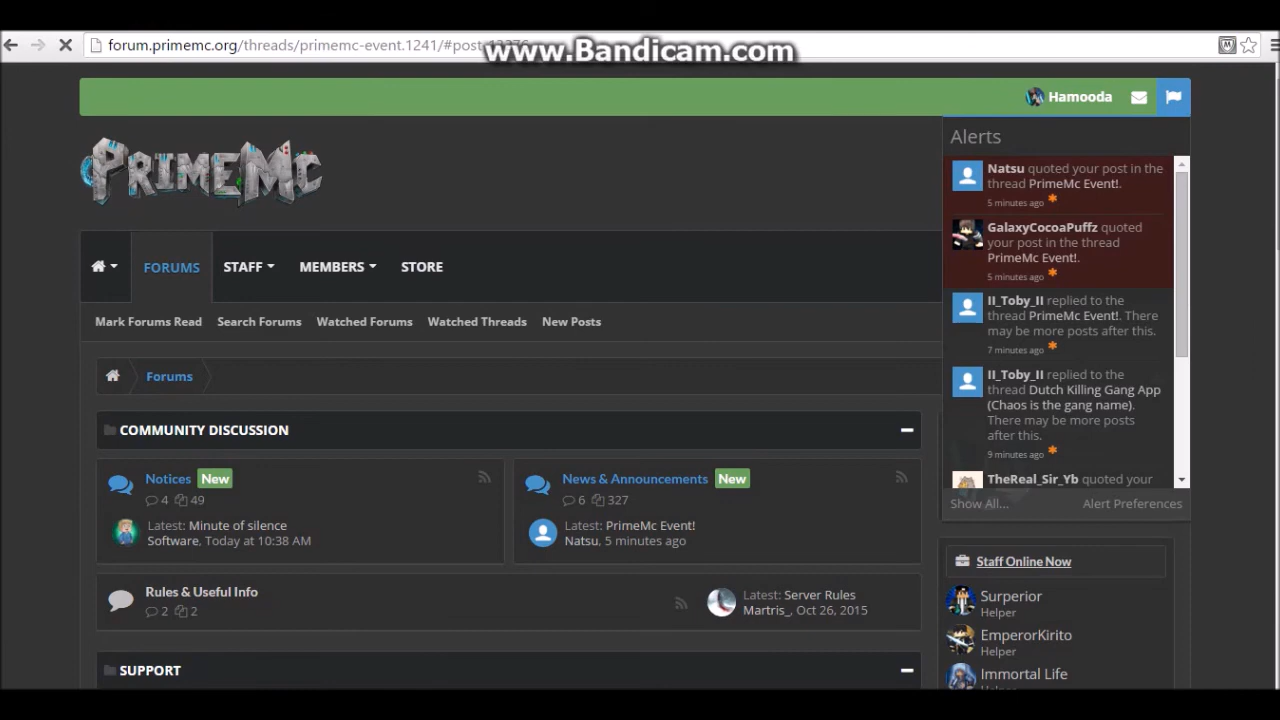 forum.primemc.org/threads/primemc-event.1241/#post
www.Bandicam.com
Hamooda
PrimeMc
Alerts
Natsu quoted your post in the
thread PrimeMc Event!.
5 minutes ago
GalaxyCocoaPuffz quoted
your post in the thread
PrimeMc Event!.
5 minutes ago
II_Toby_II replied to the
thread PrimeMc Event!. There
may be more posts after this.
7 minutes ago
II_Toby_II replied to the
thread Dutch Killing Gang App
(Chaos is the gang name).
There may be more posts
after this.
9 minutes ago
TheReal_Sir_Yb quoted your
Show All...
Alert Preferences
FORUMS
STAFF
MEMBERS
STORE
Mark Forums Read
Search Forums
Watched Forums
Watched Threads
New Posts
Forums
COMMUNITY DISCUSSION
Notices New
4 49
Latest: Minute of silence
Software, Today at 10:38 AM
News & Announcements New
6 327
Latest: PrimeMc Event!
Natsu, 5 minutes ago
Rules & Useful Info
2 2
Latest: Server Rules
Martris_, Oct 26, 2015
SUPPORT
Staff Online Now
Surperior
Helper
EmperorKirito
Helper
Immortal Life